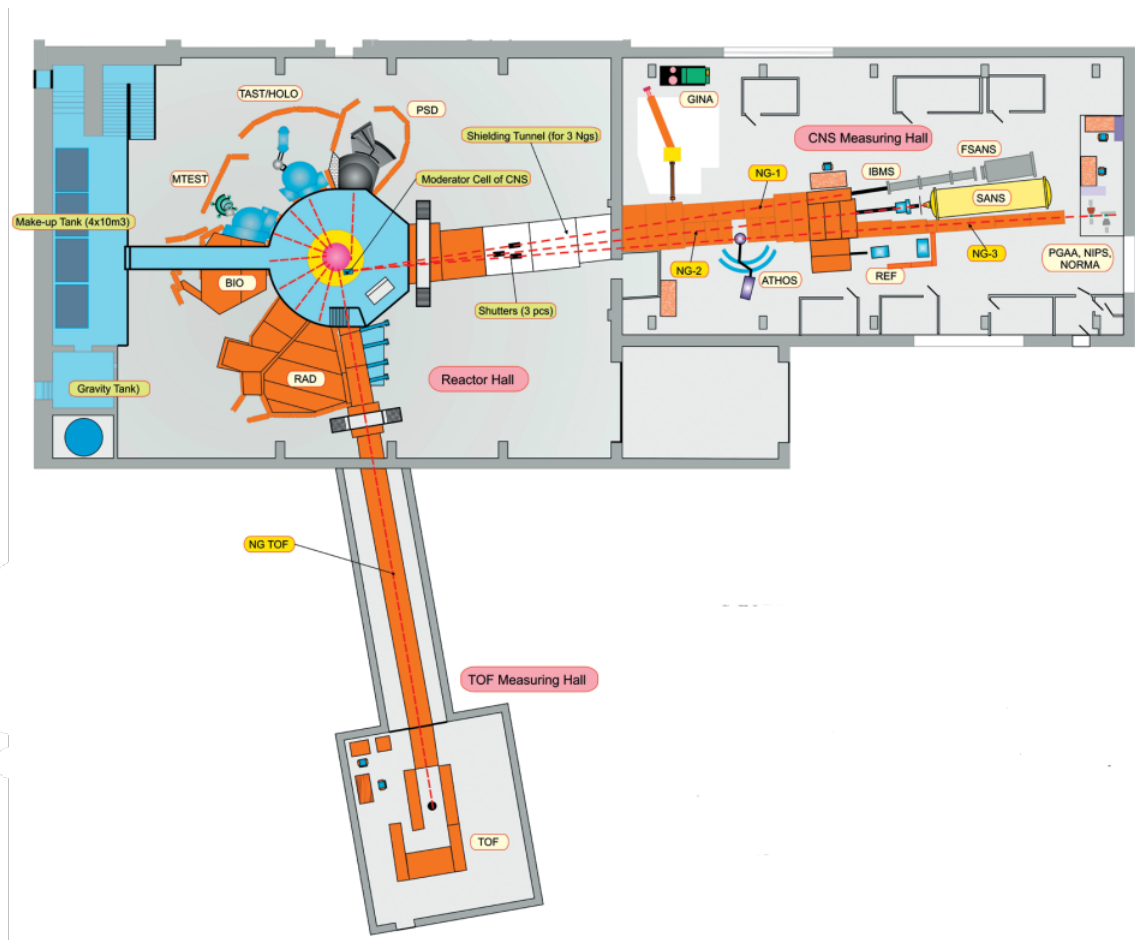 TAST/HOLO
PSD
Shielding Tunnel (for 3 Ngs)
GINA
CNS Measuring Hall
FSANS
MTEST
Moderator Cell of CNS
NG-1
IBMS
SANS
Make-up Tank (4x10m3)
BIO
NG-2
ATHOS
REF
NG-3
PGAA, NIPS,
NORMA
Shutters (3 pcs)
RAD
Reactor Hall
Gravity Tank)
NG TOF
TOF Measuring Hall
TOF